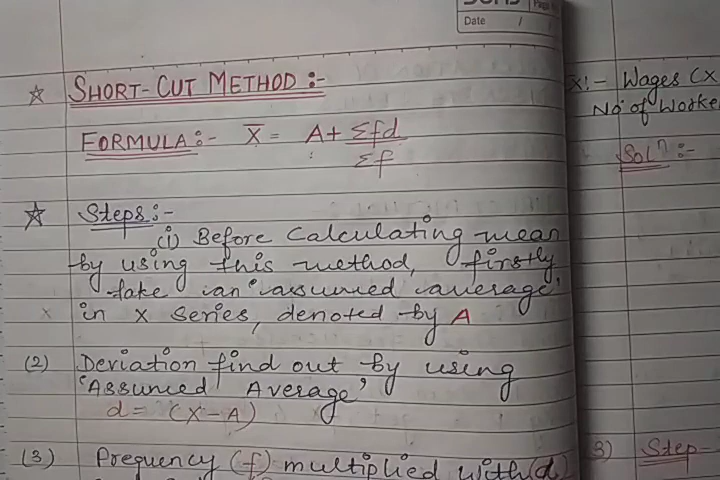 Date / /
☆ SHORT-CUT METHOD :-
FORMULA:- X̄ = A + Σfd / Σf
☆ Steps:-
(i) Before Calculating mean
by using this method, firstly
take an 'assumed average'
in x series, denoted by A
(2) Deviation find out by using
'Assumed Average'
d = (X-A)
(3) Prequency (f) multiplied with (d)
x:- Wages (x
No of Worke
Solⁿ :-
3) Step-